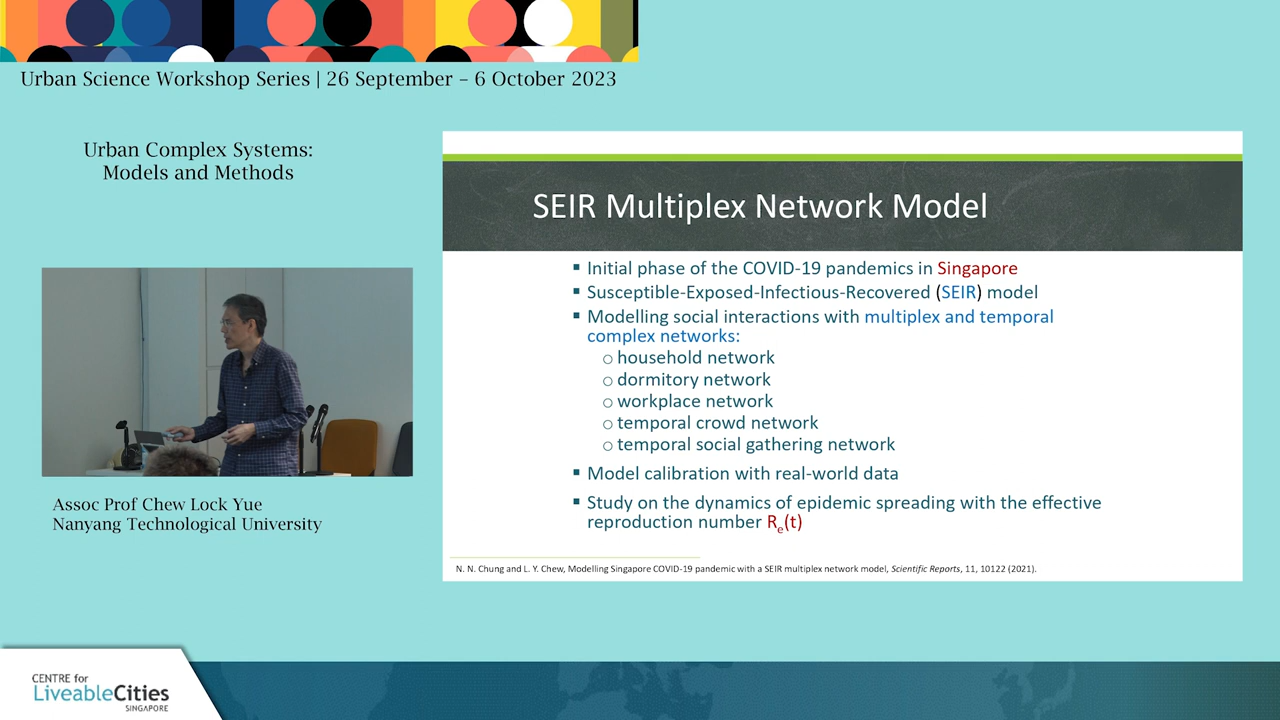 Urban Science Workshop Series | 26 September – 6 October 2023
Urban Complex Systems:
Models and Methods
Assoc Prof Chew Lock Yue
Nanyang Technological University
SEIR Multiplex Network Model
▪ Initial phase of the COVID-19 pandemics in Singapore
▪ Susceptible-Exposed-Infectious-Recovered (SEIR) model
▪ Modelling social interactions with multiplex and temporal
complex networks:
o household network
o dormitory network
o workplace network
o temporal crowd network
o temporal social gathering network
▪ Model calibration with real-world data
▪ Study on the dynamics of epidemic spreading with the effective
reproduction number Re(t)
N. N. Chung and L. Y. Chew, Modelling Singapore COVID-19 pandemic with a SEIR multiplex network model, Scientific Reports, 11, 10122 (2021).
CENTRE for
LiveableCities
SINGAPORE